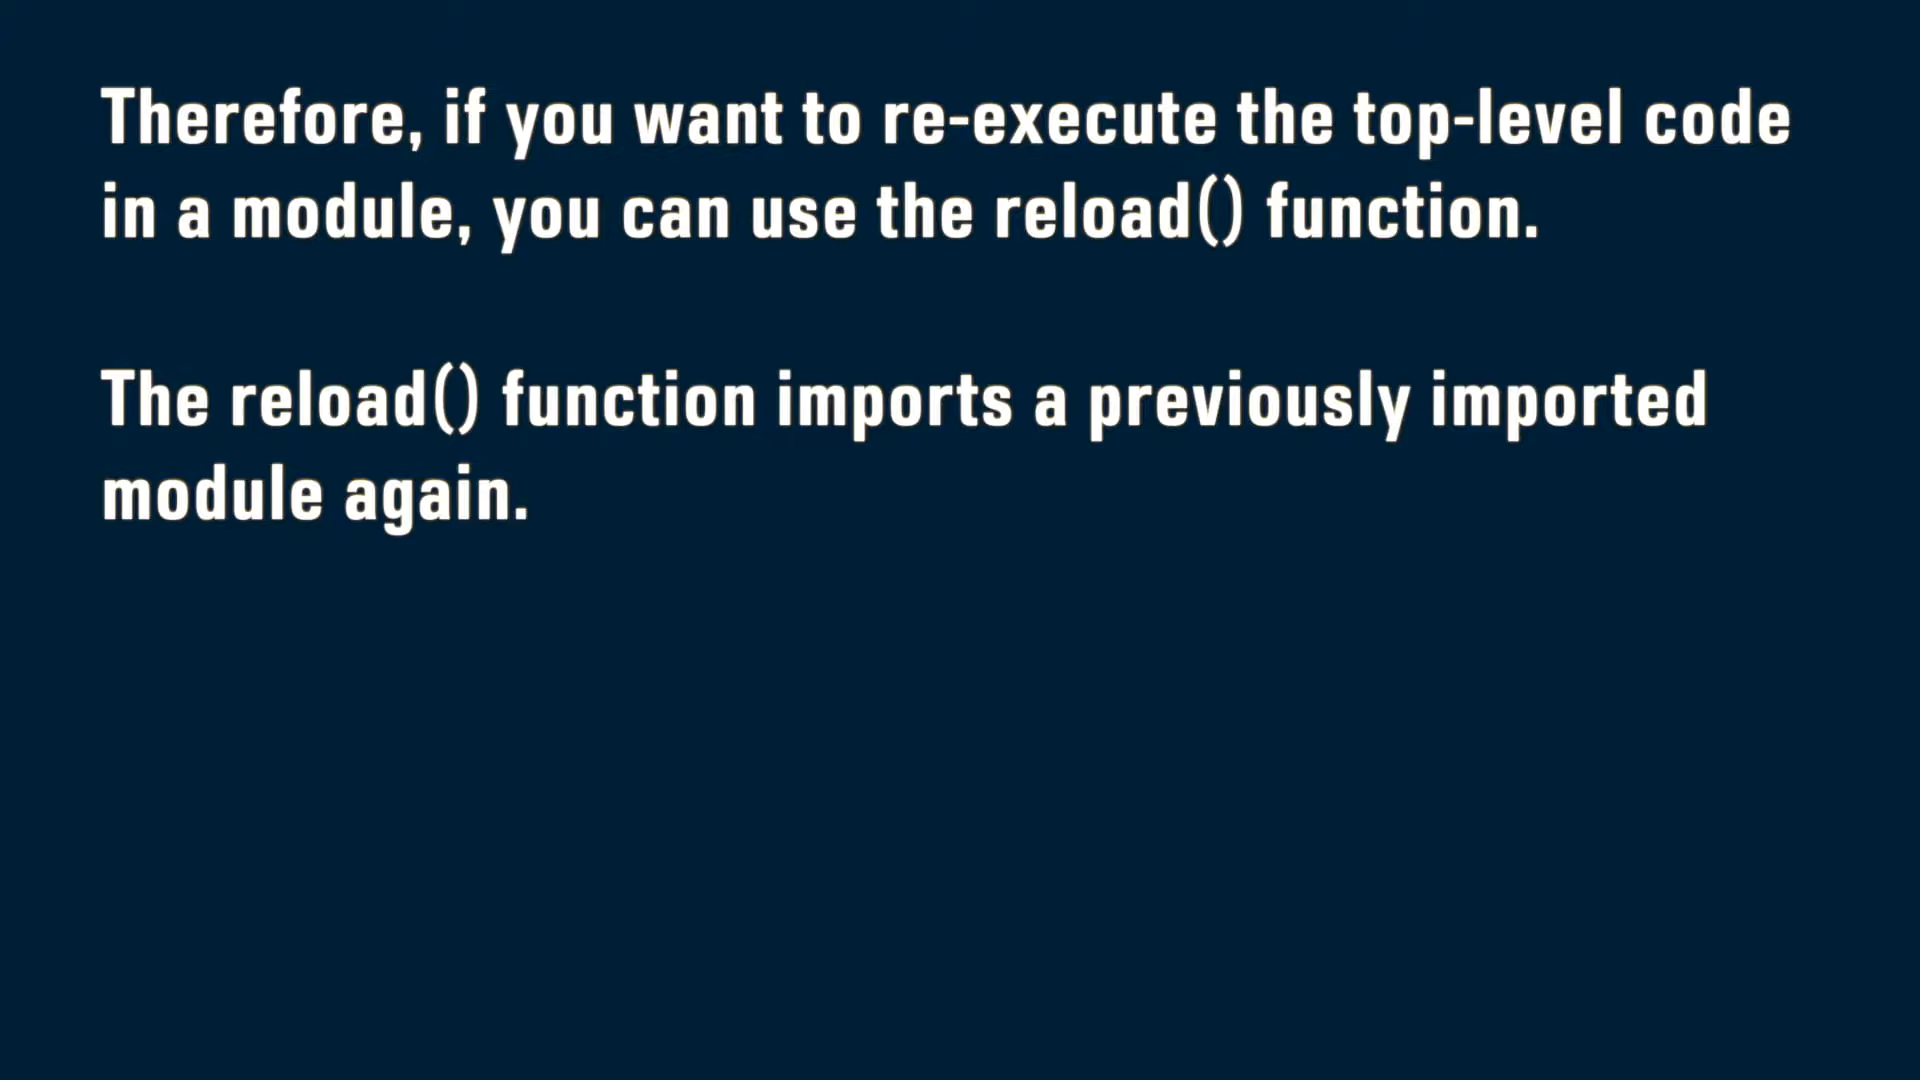 Therefore, if you want to re-execute the top-level code
in a module, you can use the reload() function.
The reload() function imports a previously imported
module again.